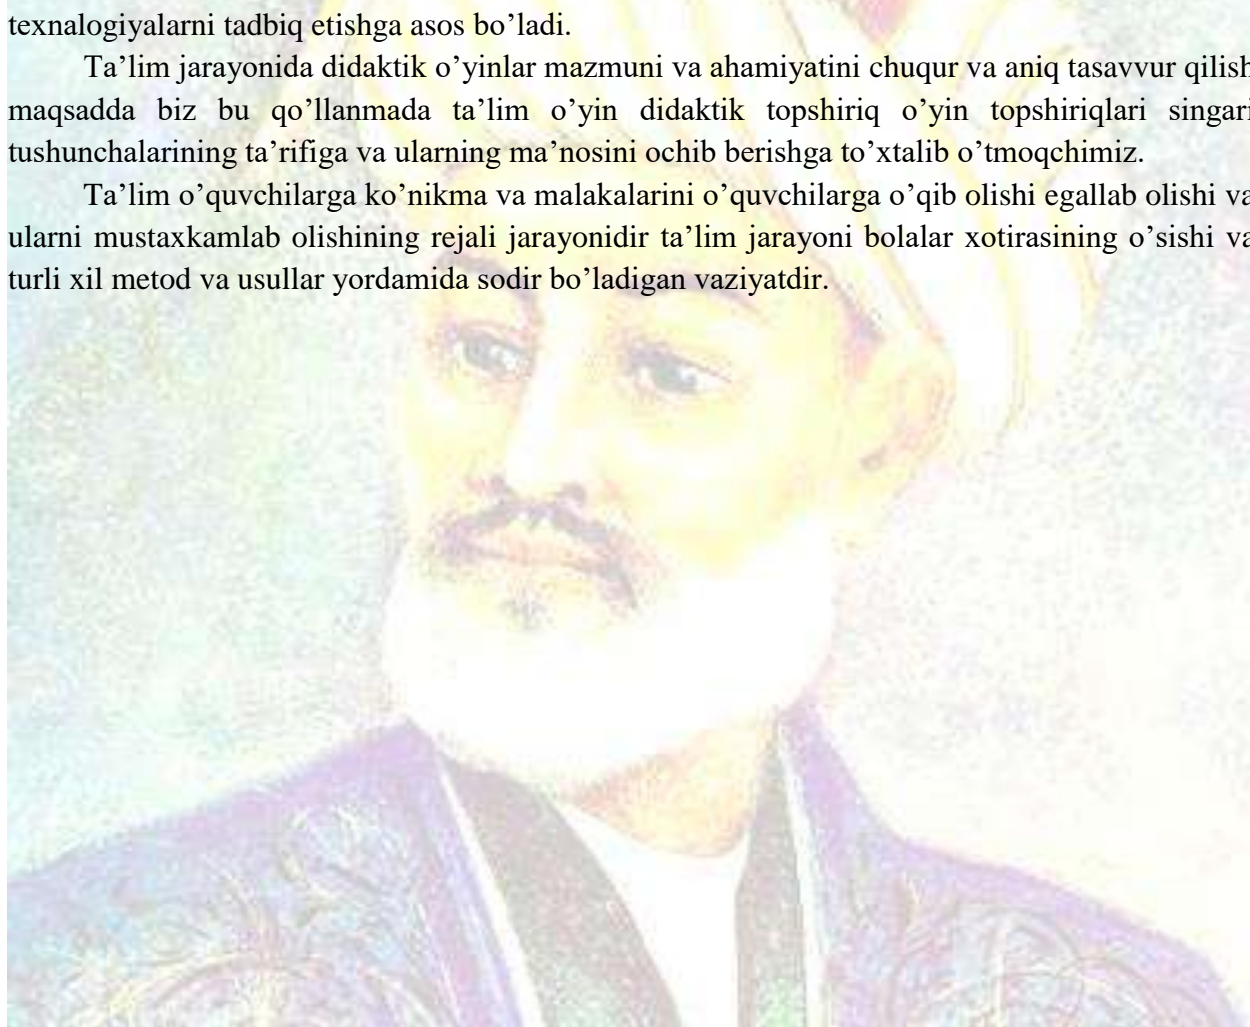 texnalogiyalarni tadbiq etishga asos bo’ladi.
Ta’lim jarayonida didaktik o’yinlar mazmuni va ahamiyatini chuqur va aniq tasavvur qilish
maqsadda biz bu qo’llanmada ta’lim o’yin didaktik topshiriq o’yin topshiriqlari singari
tushunchalarining ta’rifiga va ularning ma’nosini ochib berishga to’xtalib o’tmoqchimiz.
Ta’lim o’quvchilarga ko’nikma va malakalarini o’quvchilarga o’qib olishi egallab olishi va
ularni mustaxkamlab olishining rejali jarayonidir ta’lim jarayoni bolalar xotirasining o’sishi va
turli xil metod va usullar yordamida sodir bo’ladigan vaziyatdir.